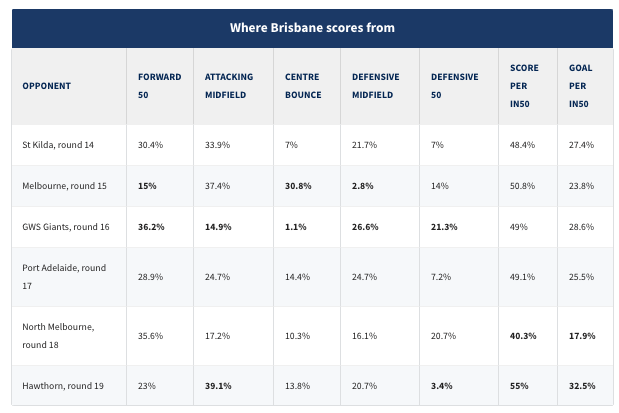 Where Brisbane scores from
OPPONENT FORWARD 50 ATTACKING MIDFIELD CENTRE BOUNCE DEFENSIVE MIDFIELD DEFENSIVE 50 SCORE PER IN50 GOAL PER IN50
St Kilda, round 14 30.4% 33.9% 7% 21.7% 7% 48.4% 27.4%
Melbourne, round 15 15% 37.4% 30.8% 2.8% 14% 50.8% 23.8%
GWS Giants, round 16 36.2% 14.9% 1.1% 26.6% 21.3% 49% 28.6%
Port Adelaide, round 17 28.9% 24.7% 14.4% 24.7% 7.2% 49.1% 25.5%
North Melbourne, round 18 35.6% 17.2% 10.3% 16.1% 20.7% 40.3% 17.9%
Hawthorn, round 19 23% 39.1% 13.8% 20.7% 3.4% 55% 32.5%